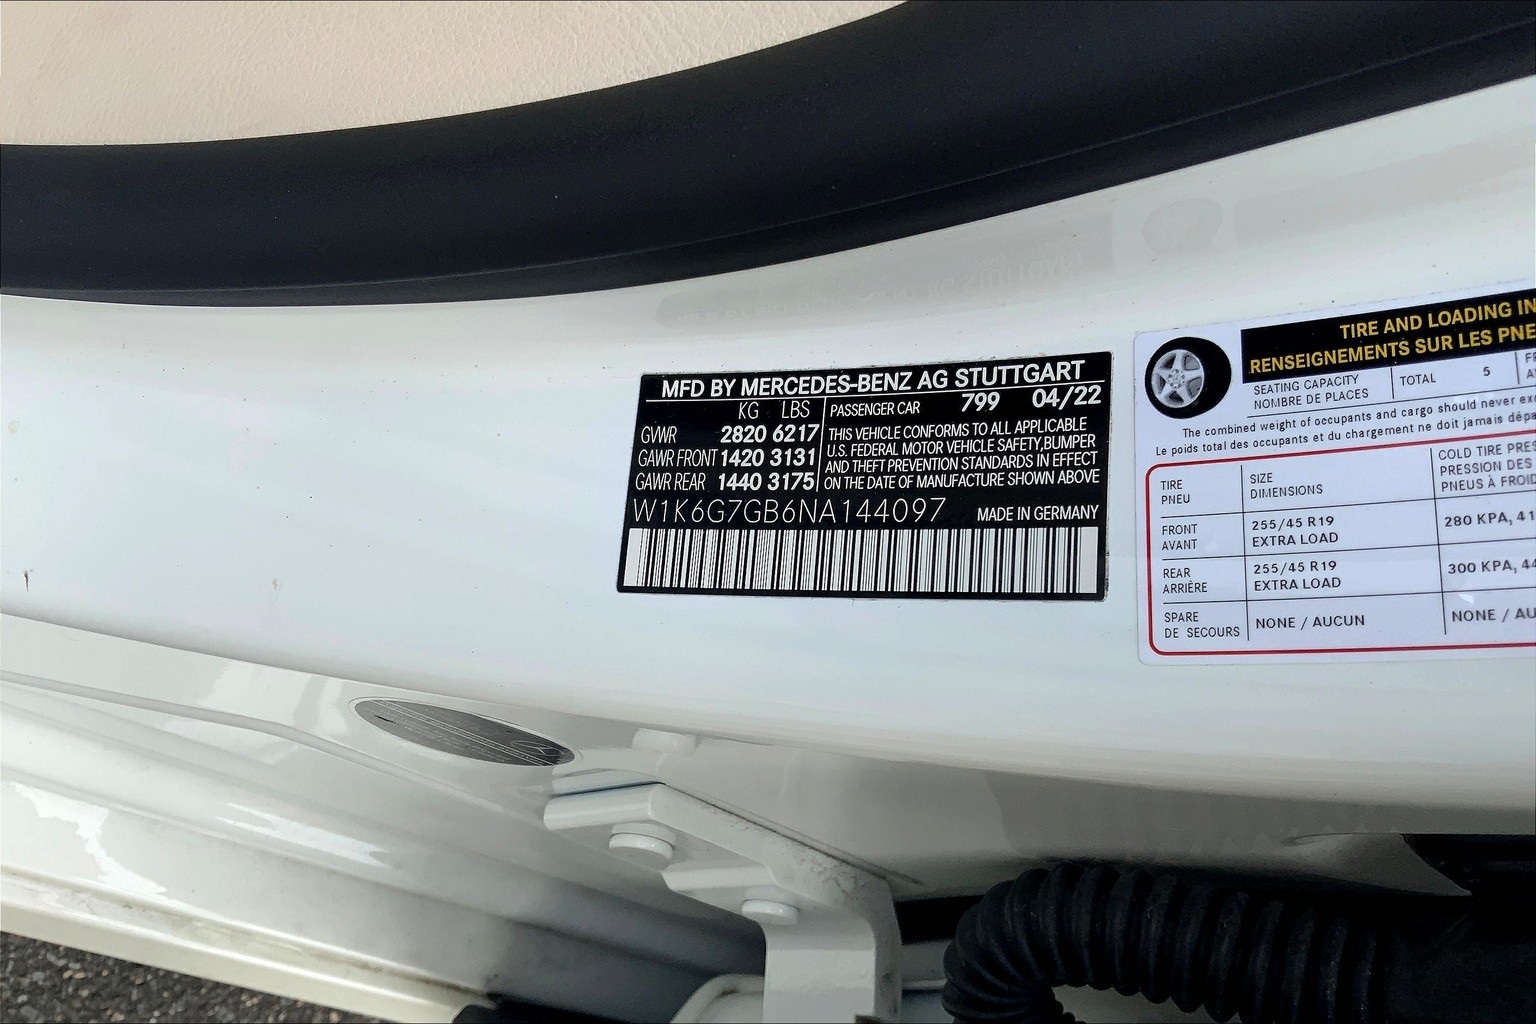 MFD BY MERCEDES-BENZ AG STUTTGART
KG LBS
GVWR 2820 6217
GAWR FRONT 1420 3131
GAWR REAR 1440 3175
PASSENGER CAR 799 04/22
THIS VEHICLE CONFORMS TO ALL APPLICABLE
U.S. FEDERAL MOTOR VEHICLE SAFETY,BUMPER
AND THEFT PREVENTION STANDARDS IN EFFECT
ON THE DATE OF MANUFACTURE SHOWN ABOVE
W1K6G7GB6NA144097 MADE IN GERMANY
TIRE AND LOADING IN
RENSEIGNEMENTS SUR LES PNE
SEATING CAPACITY
NOMBRE DE PLACES
TOTAL 5
The combined weight of occupants and cargo should never exc
Le poids total des occupants et du chargement ne doit jamais dépa
TIRE
PNEU
SIZE
DIMENSIONS
COLD TIRE PRES
PRESSION DES
PNEUS À FROID
FRONT
AVANT
255/45 R19
EXTRA LOAD
280 KPA, 41
REAR
ARRIÈRE
255/45 R19
EXTRA LOAD
300 KPA, 44
SPARE
DE SECOURS
NONE / AUCUN
NONE / AU